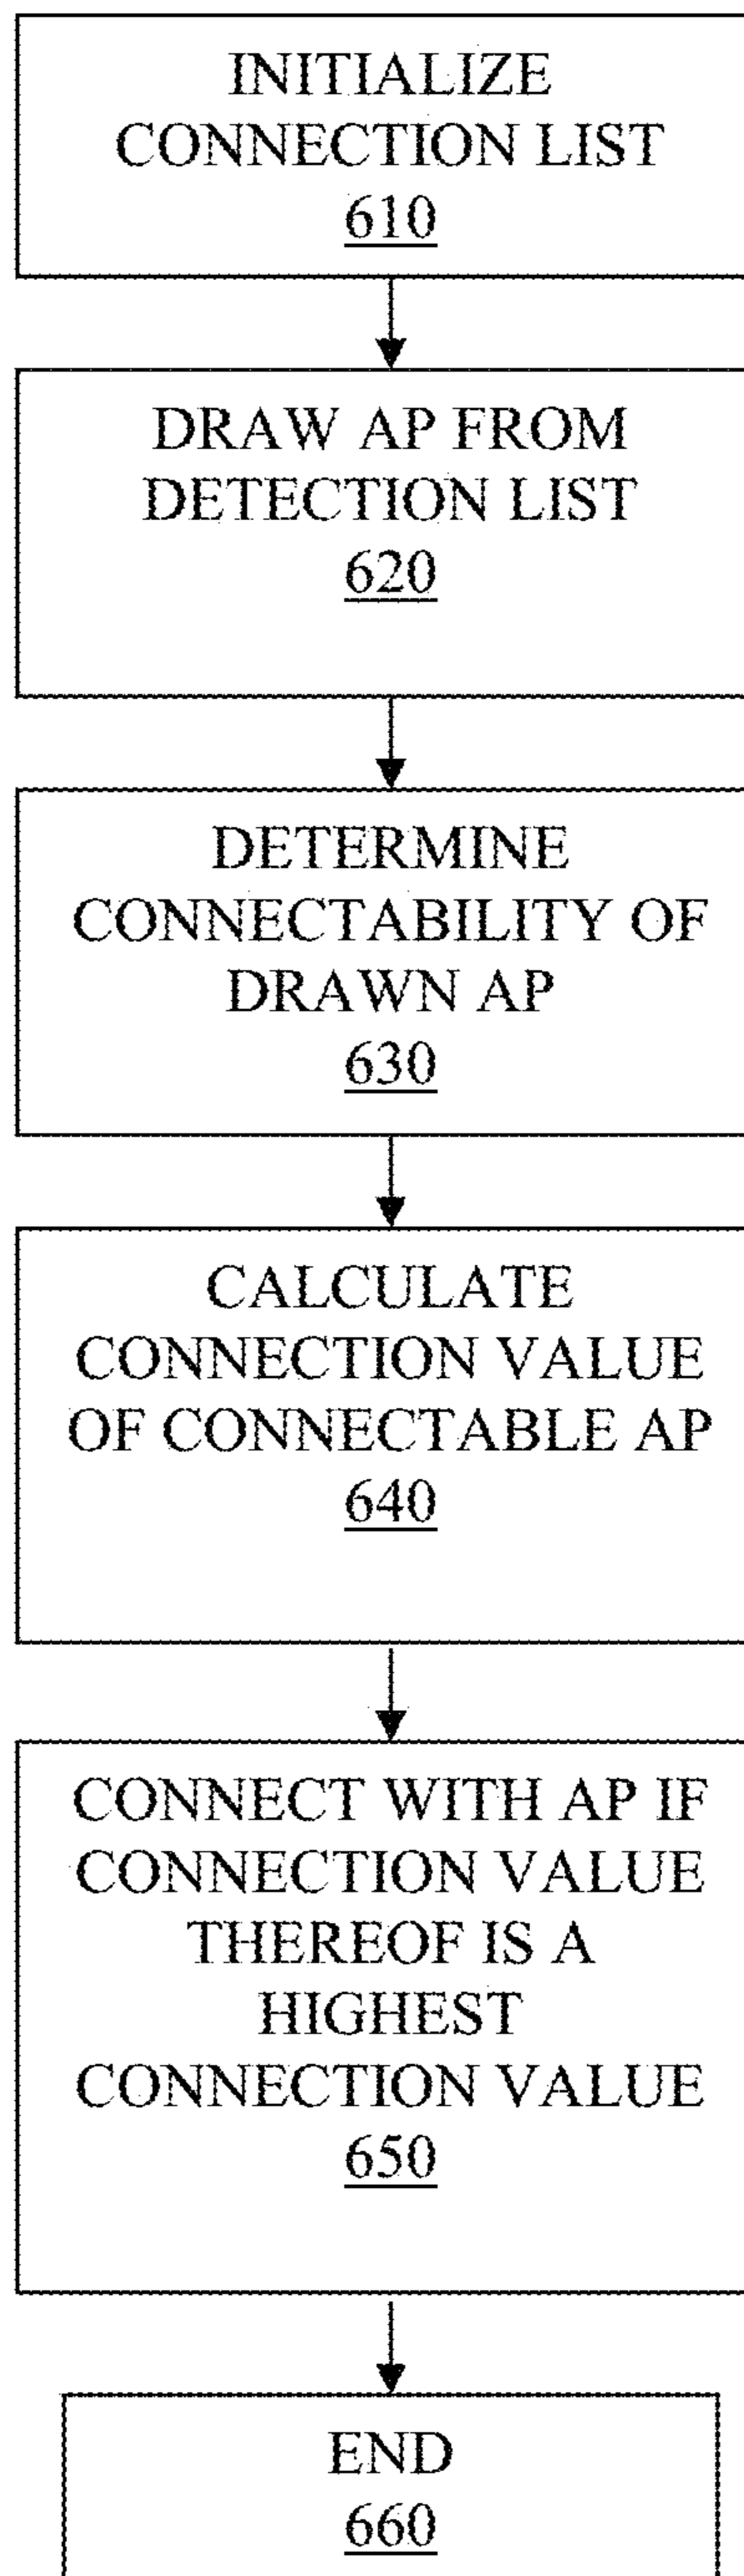 INITIALIZE
CONNECTION LIST
610
DRAW AP FROM
DETECTION LIST
620
DETERMINE
CONNECTABILITY OF
DRAWN AP
630
CALCULATE
CONNECTION VALUE
OF CONNECTABLE AP
640
CONNECT WITH AP IF
CONNECTION VALUE
THEREOF IS A
HIGHEST
CONNECTION VALUE
650
END
660